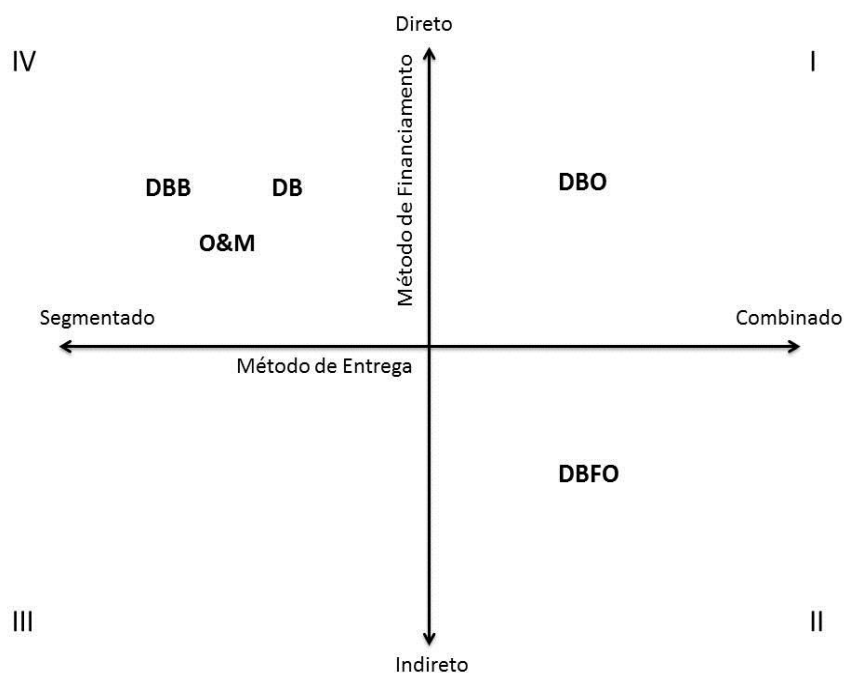 Direto
IV
I
Método de Financiamento
DBB
DB
DBO
O&M
Segmentado
Combinado
Método de Entrega
DBFO
III
II
Indireto